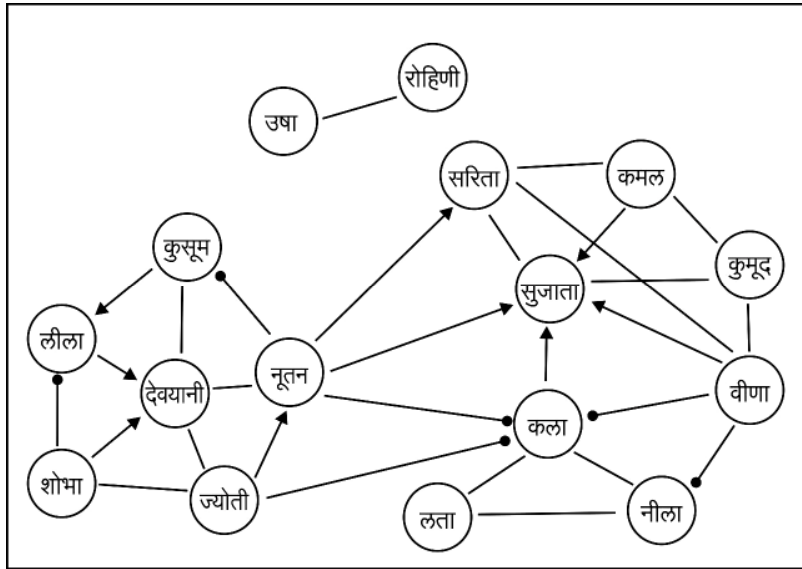 रोहिणी
उषा
सरिता
कमल
कुसूम
कुमूद
सुजाता
लीला
नूतन
देवयानी
वीणा
कला
शोभा
ज्योती
लता
नीला